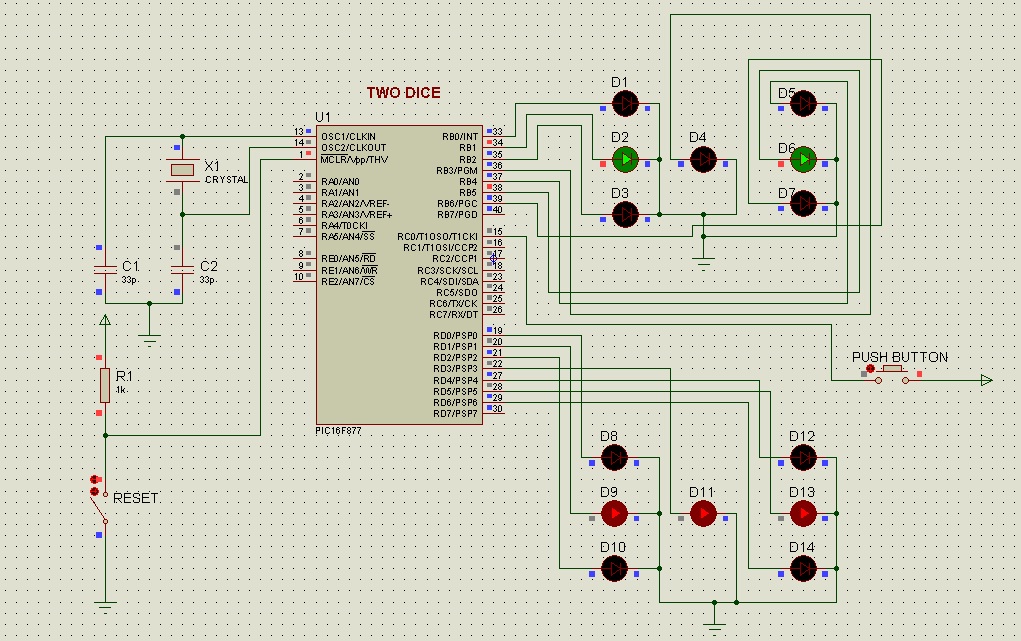 TWO DICE
U1
13 OSC1/CLKIN RB0/INT 33
14 OSC2/CLKOUT RB1 34
1 MCLR/Vpp/THV RB2 35
RB3/PGM 36
2 RA0/AN0 RB4 37
3 RA1/AN1 RB5 38
4 RA2/AN2/VREF- RB6/PGC 39
5 RA3/AN3/VREF+ RB7/PGD 40
6 RA4/T0CKI
7 RA5/AN4/SS RC0/T1OSO/T1CKI 15
RC1/T1OSI/CCP2 16
8 RE0/AN5/RD RC2/CCP1 17
9 RE1/AN6/WR RC3/SCK/SCL 18
10 RE2/AN7/CS RC4/SDI/SDA 23
RC5/SDO 24
RC6/TX/CK 25
RC7/RX/DT 26
RD0/PSP0 19
RD1/PSP1 20
RD2/PSP2 21
RD3/PSP3 22
RD4/PSP4 27
RD5/PSP5 28
RD6/PSP6 29
RD7/PSP7 30
PIC16F877
X1
CRYSTAL
C1
33p
C2
33p
R1
1k
RESET
D1
D2
D3
D4
D5
D6
D7
PUSH BUTTON
D8
D9
D10
D11
D12
D13
D14